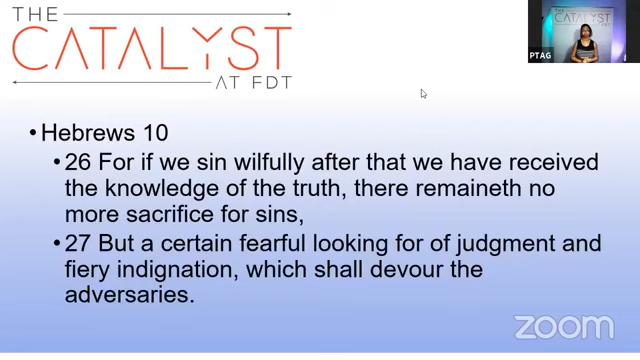 THE
CATALYST
AT FDT
THE
CATALYST
PTAG
•Hebrews 10
•26 For if we sin wilfully after that we have received
the knowledge of the truth, there remaineth no
more sacrifice for sins,
•27 But a certain fearful looking for of judgment and
fiery indignation, which shall devour the
adversaries.
zoom